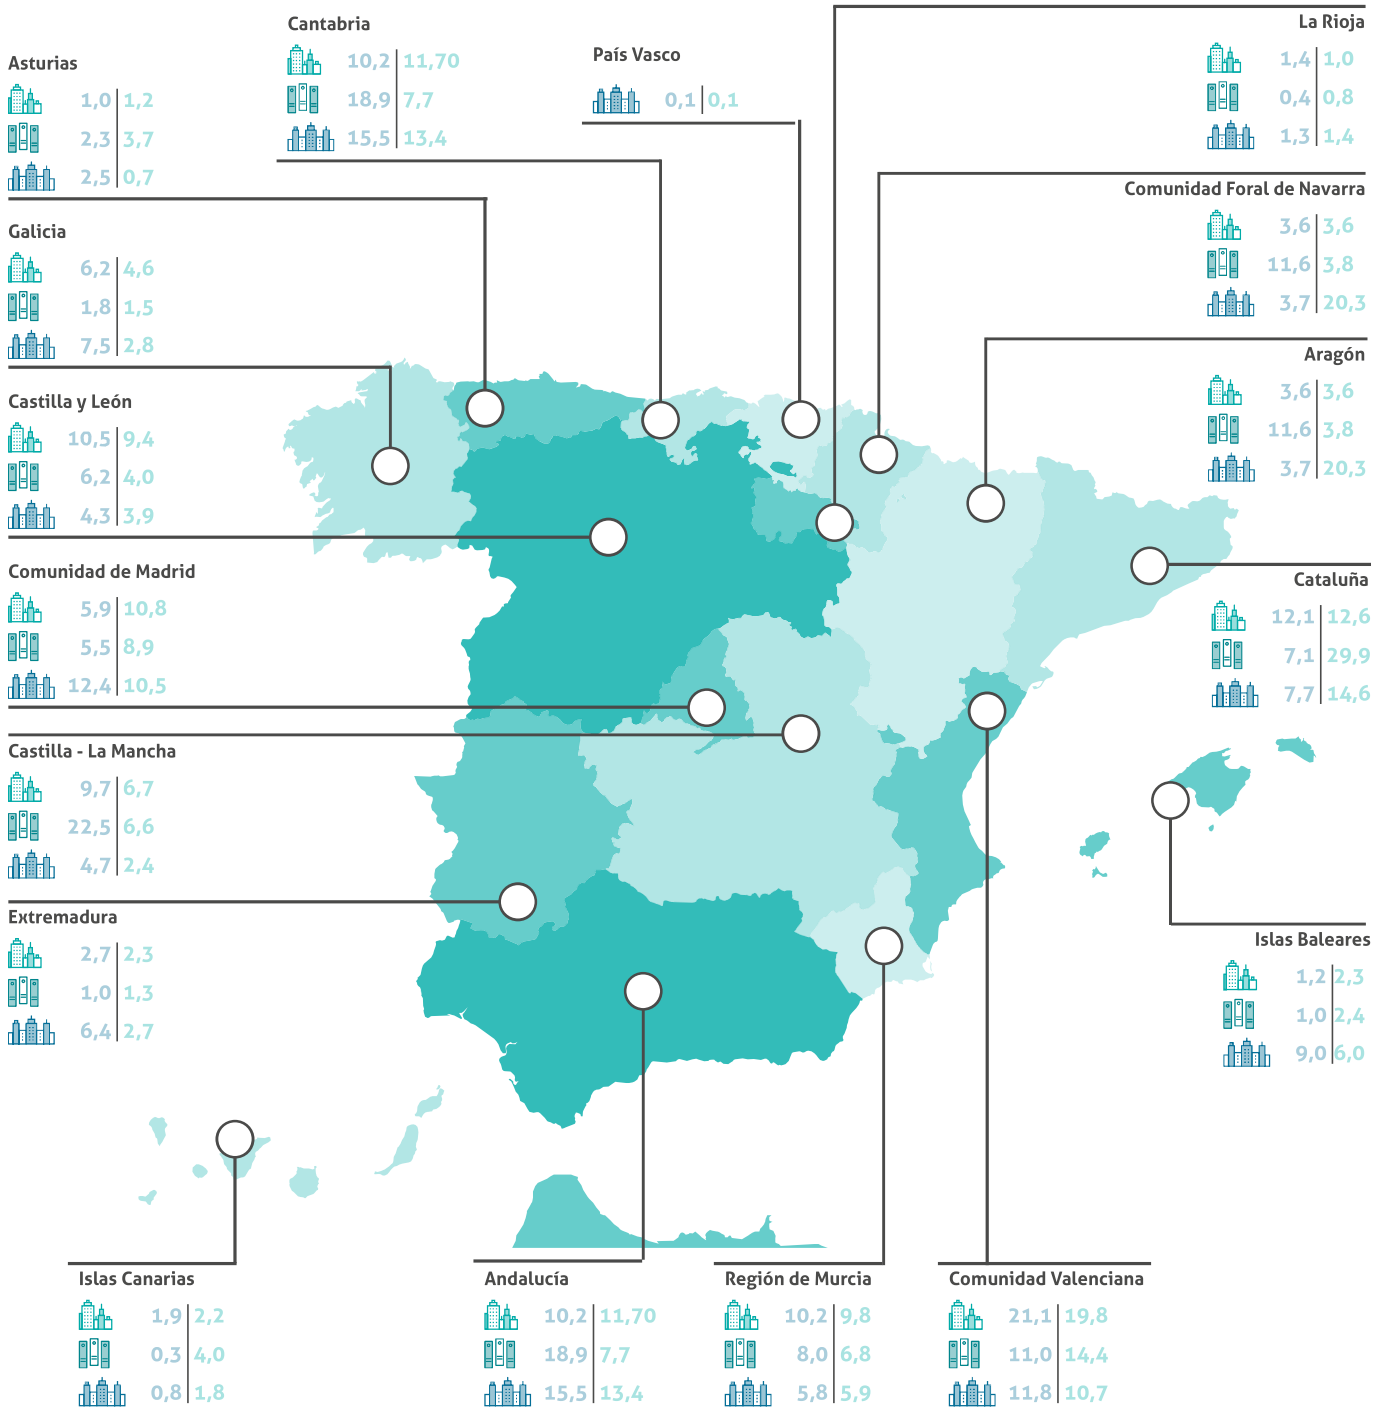 Asturias
1,0 1,2
2,3 3,7
2,5 0,7
Cantabria
10,2 11,70
18,9 7,7
15,5 13,4
País Vasco
0,1 0,1
La Rioja
1,4 1,0
0,4 0,8
1,3 1,4
Galicia
6,2 4,6
1,8 1,5
7,5 2,8
Comunidad Foral de Navarra
3,6 3,6
11,6 3,8
3,7 20,3
Castilla y León
10,5 9,4
6,2 4,0
4,3 3,9
Aragón
3,6 3,6
11,6 3,8
3,7 20,3
Comunidad de Madrid
5,9 10,8
5,5 8,9
12,4 10,5
Cataluña
12,1 12,6
7,1 29,9
7,7 14,6
Castilla - La Mancha
9,7 6,7
22,5 6,6
4,7 2,4
Extremadura
2,7 2,3
1,0 1,3
6,4 2,7
Islas Baleares
1,2 2,3
1,0 2,4
9,0 6,0
Islas Canarias
1,9 2,2
0,3 4,0
0,8 1,8
Andalucía
10,2 11,70
18,9 7,7
15,5 13,4
Región de Murcia
10,2 9,8
8,0 6,8
5,8 5,9
Comunidad Valenciana
21,1 19,8
11,0 14,4
11,8 10,7